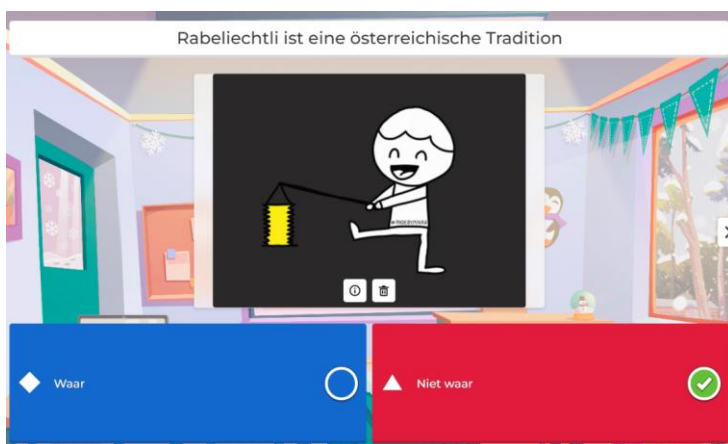 Rabeliechtli ist eine österreichische Tradition
Waar
Niet waar